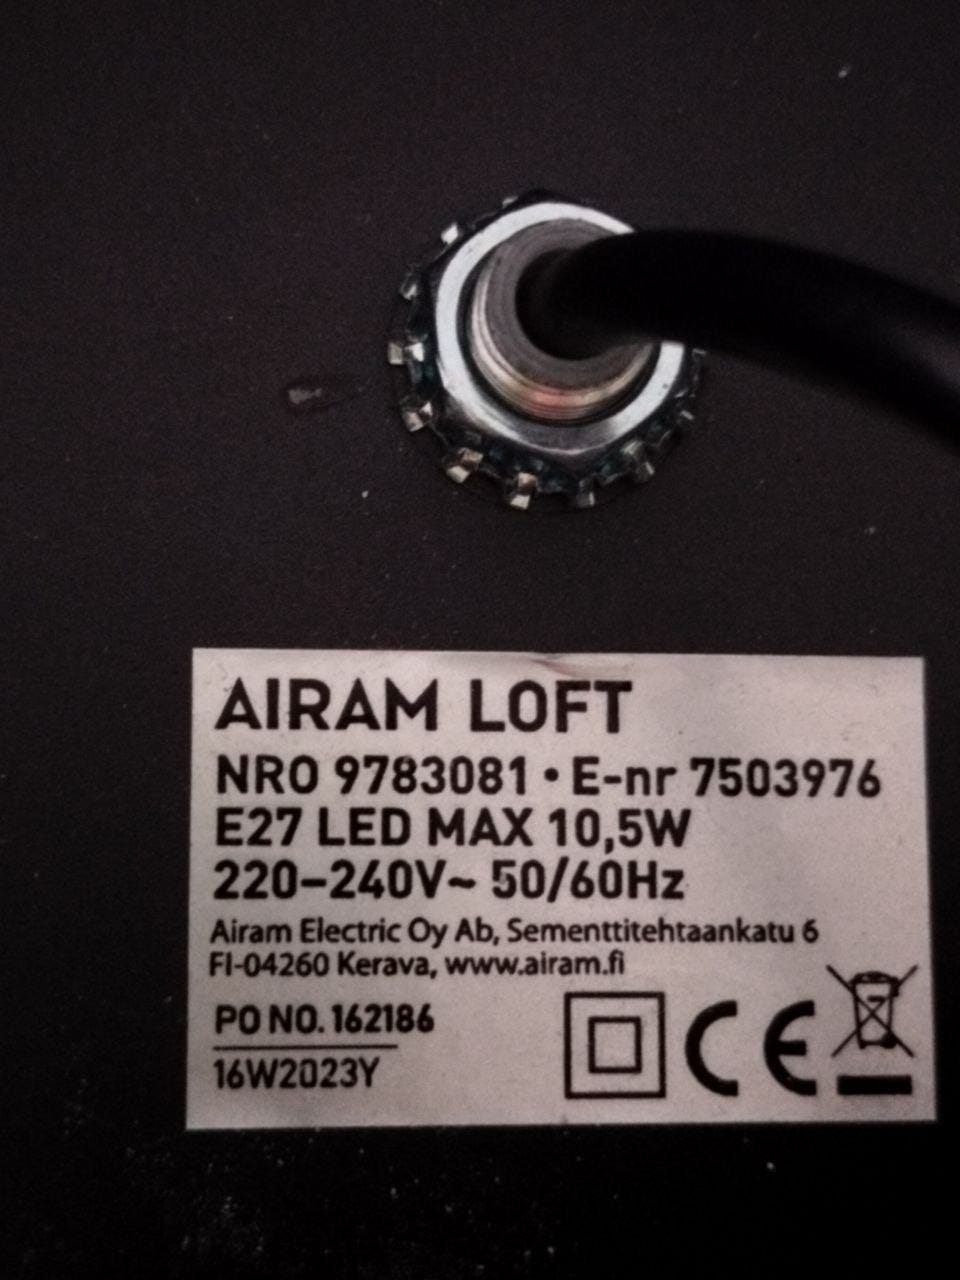 AIRAM LOFT
NRO 9783081 • E-nr 7503976
E27 LED MAX 10,5W
220-240V~ 50/60Hz
Airam Electric Oy Ab, Sementtitehtaankatu 6
FI-04260 Kerava, www.airam.fi
PO NO. 162186
16W2023Y
CE